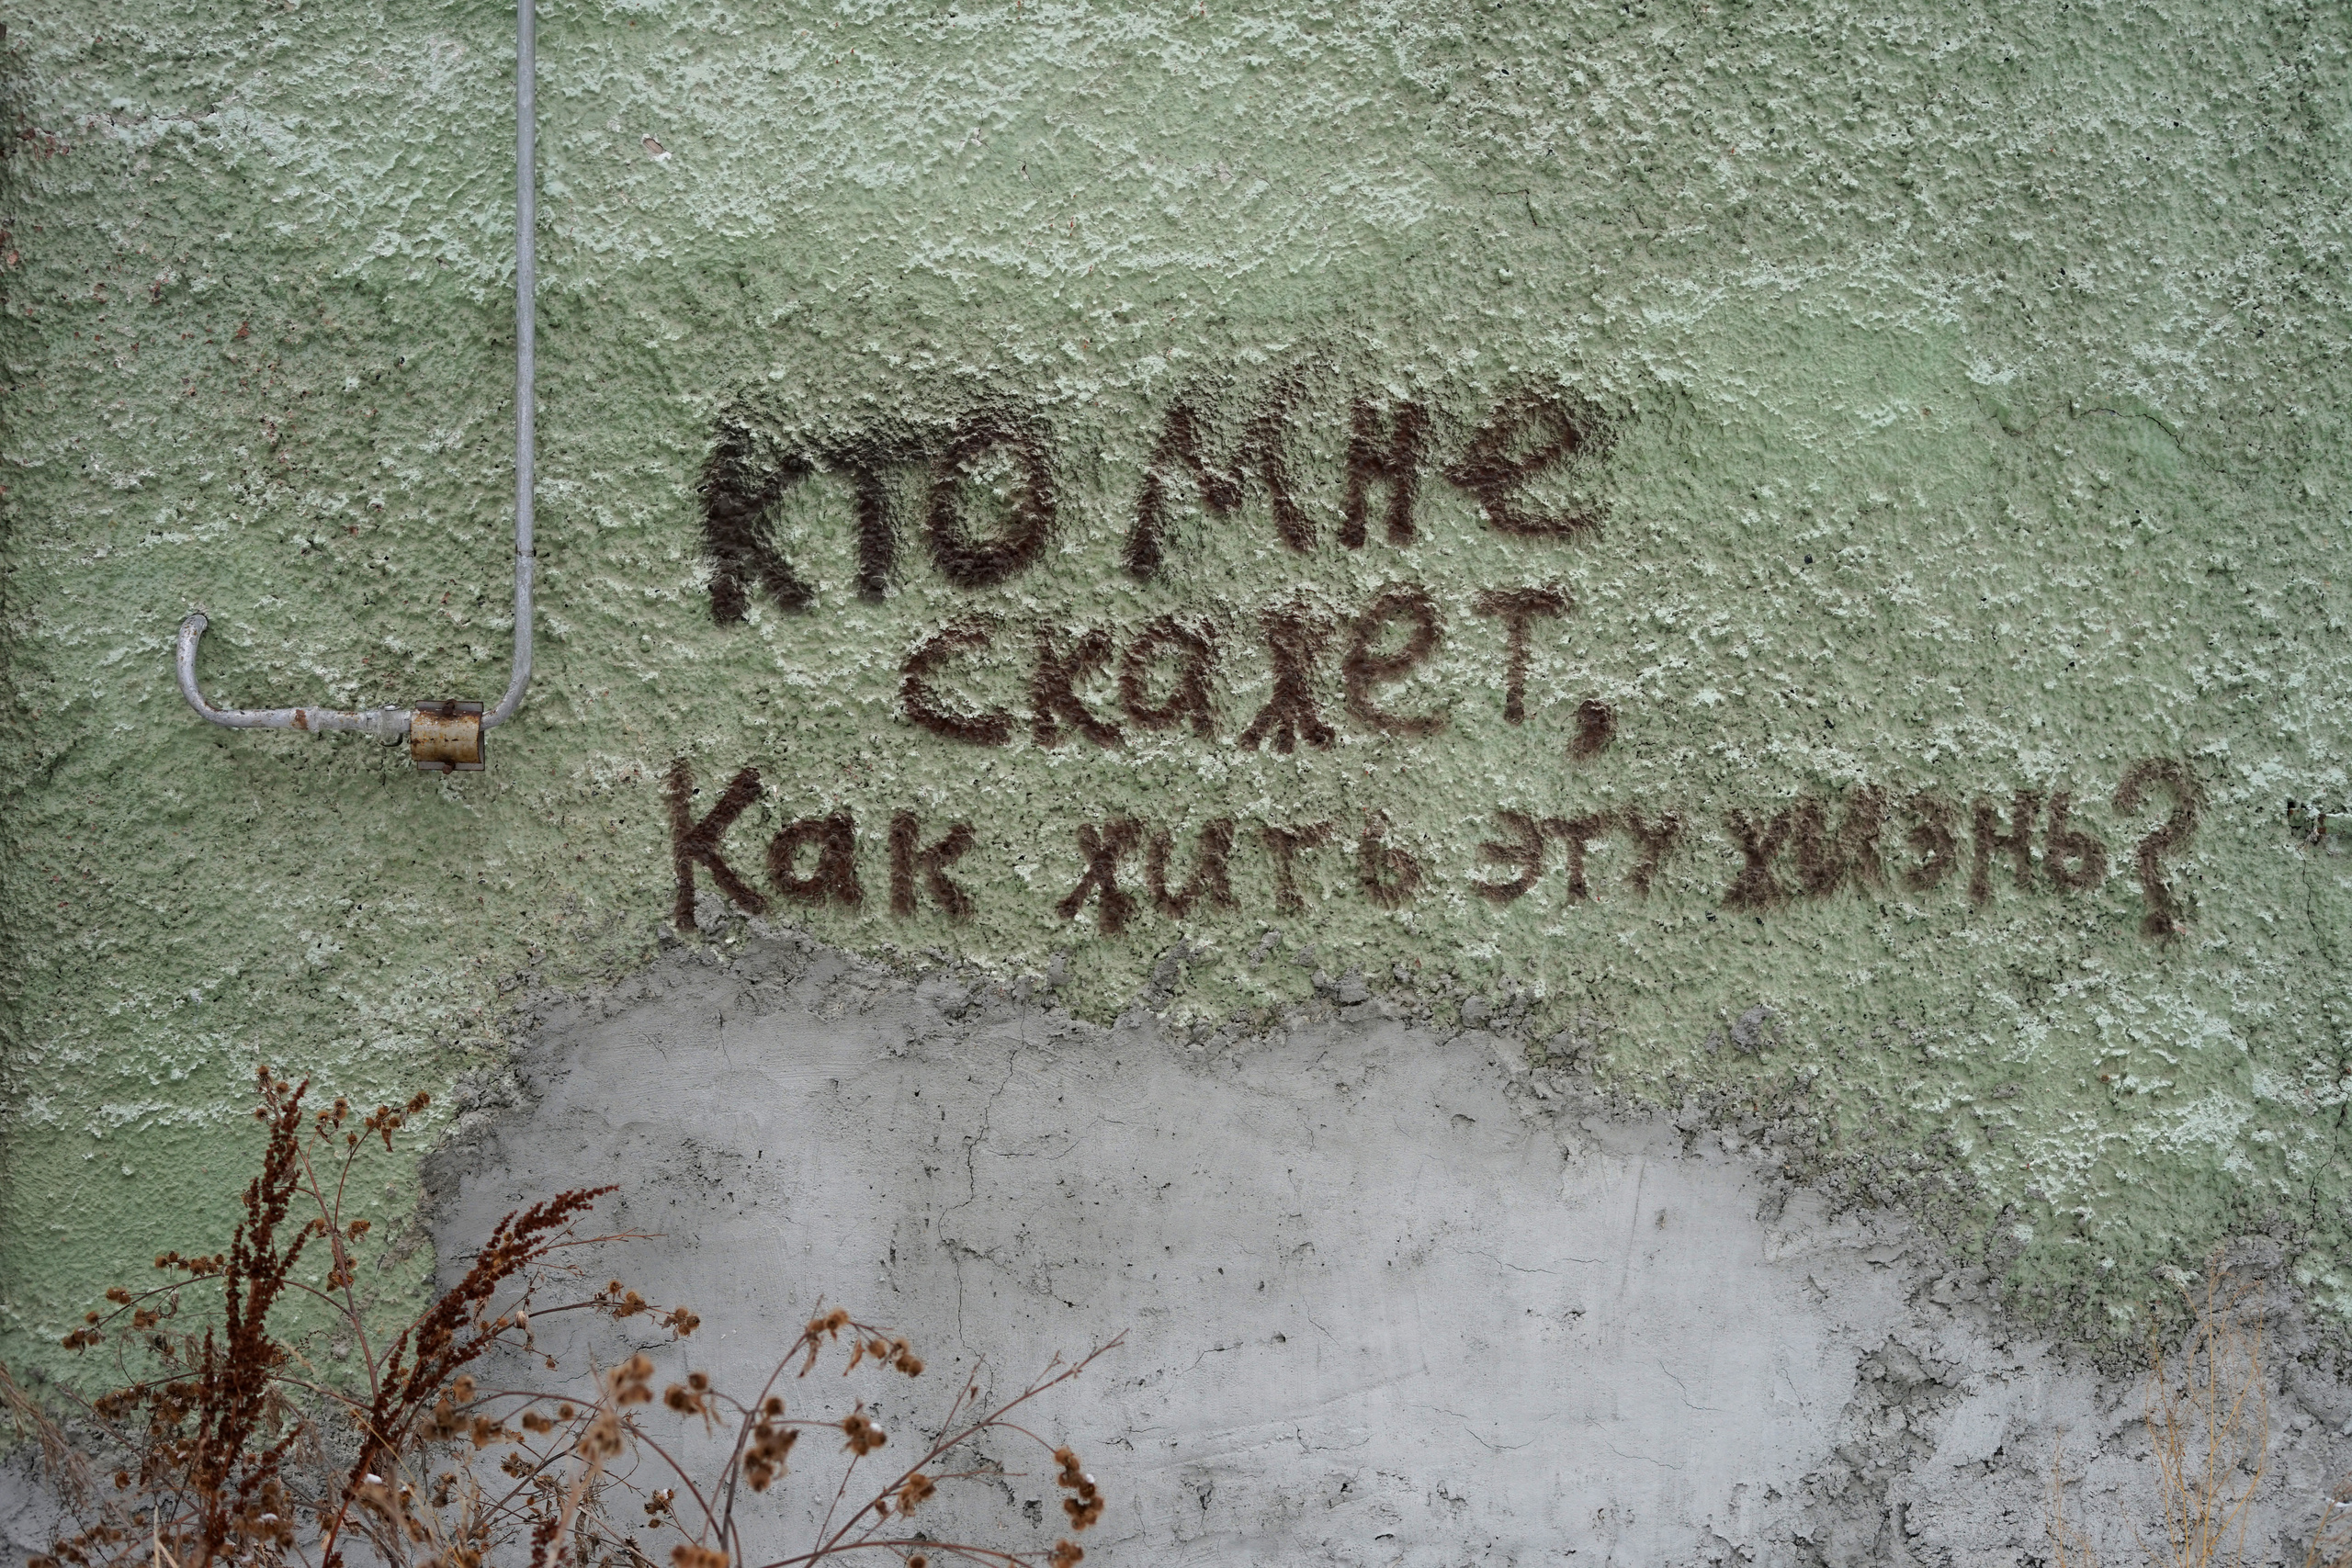 кто мне
скажет,
Как жить эту жизнь?